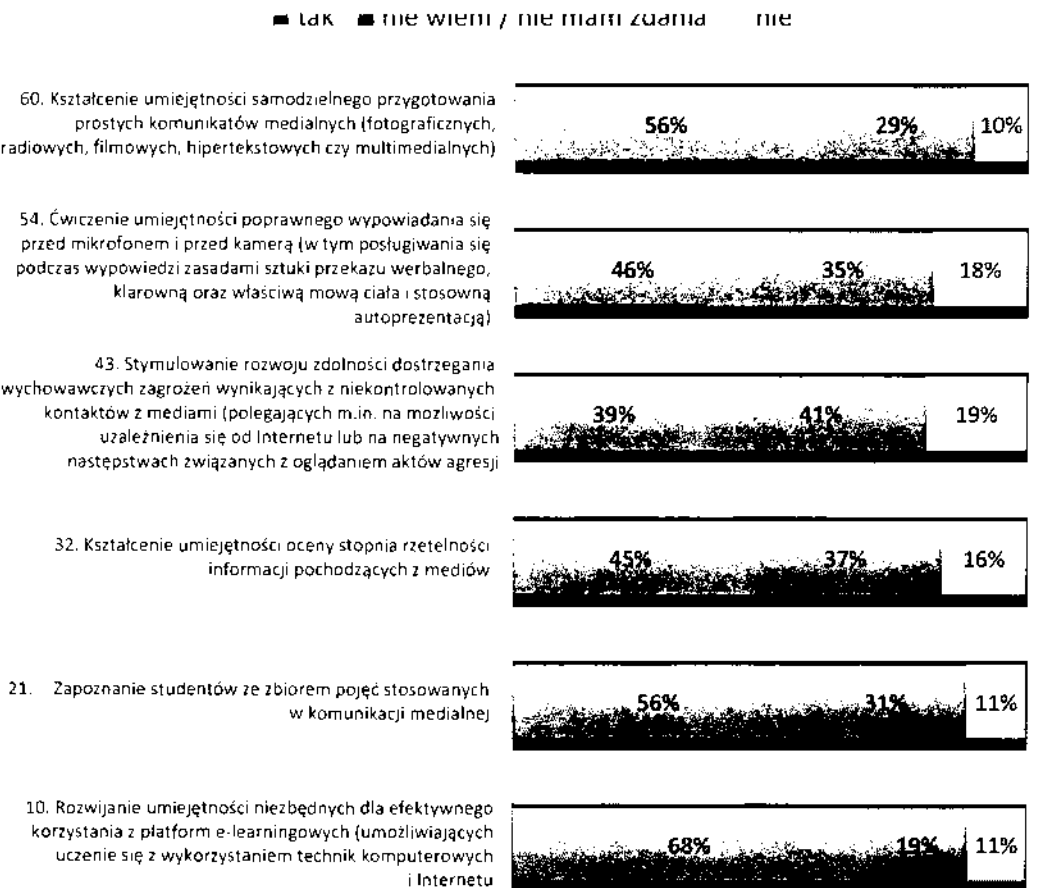 tak nie wiem / nie mam zdania nie
60. Kształcenie umiejętności samodzielnego przygotowania
prostych komunikatów medialnych (fotograficznych,
radiowych, filmowych, hipertekstowych czy multimedialnych)
56% 29% 10%
54. Ćwiczenie umiejętności poprawnego wypowiadania się
przed mikrofonem i przed kamerą (w tym posługiwania się
podczas wypowiedzi zasadami sztuki przekazu werbalnego,
klarowną oraz właściwą mową ciała i stosowną
autoprezentacją)
46% 35% 18%
43. Stymulowanie rozwoju zdolności dostrzegania
wychowawczych zagrożeń wynikających z niekontrolowanych
kontaktów z mediami (polegających m.in. na możliwości
uzależnienia się od Internetu lub na negatywnych
następstwach związanych z oglądaniem aktów agresji
39% 41% 19%
32. Kształcenie umiejętności oceny stopnia rzetelności
informacji pochodzących z mediów
45% 37% 16%
21. Zapoznanie studentów ze zbiorem pojęć stosowanych
w komunikacji medialnej
56% 31% 11%
10. Rozwijanie umiejętności niezbędnych dla efektywnego
korzystania z platform e-learningowych (umożliwiających
uczenie się z wykorzystaniem technik komputerowych
i Internetu
68% 19% 11%